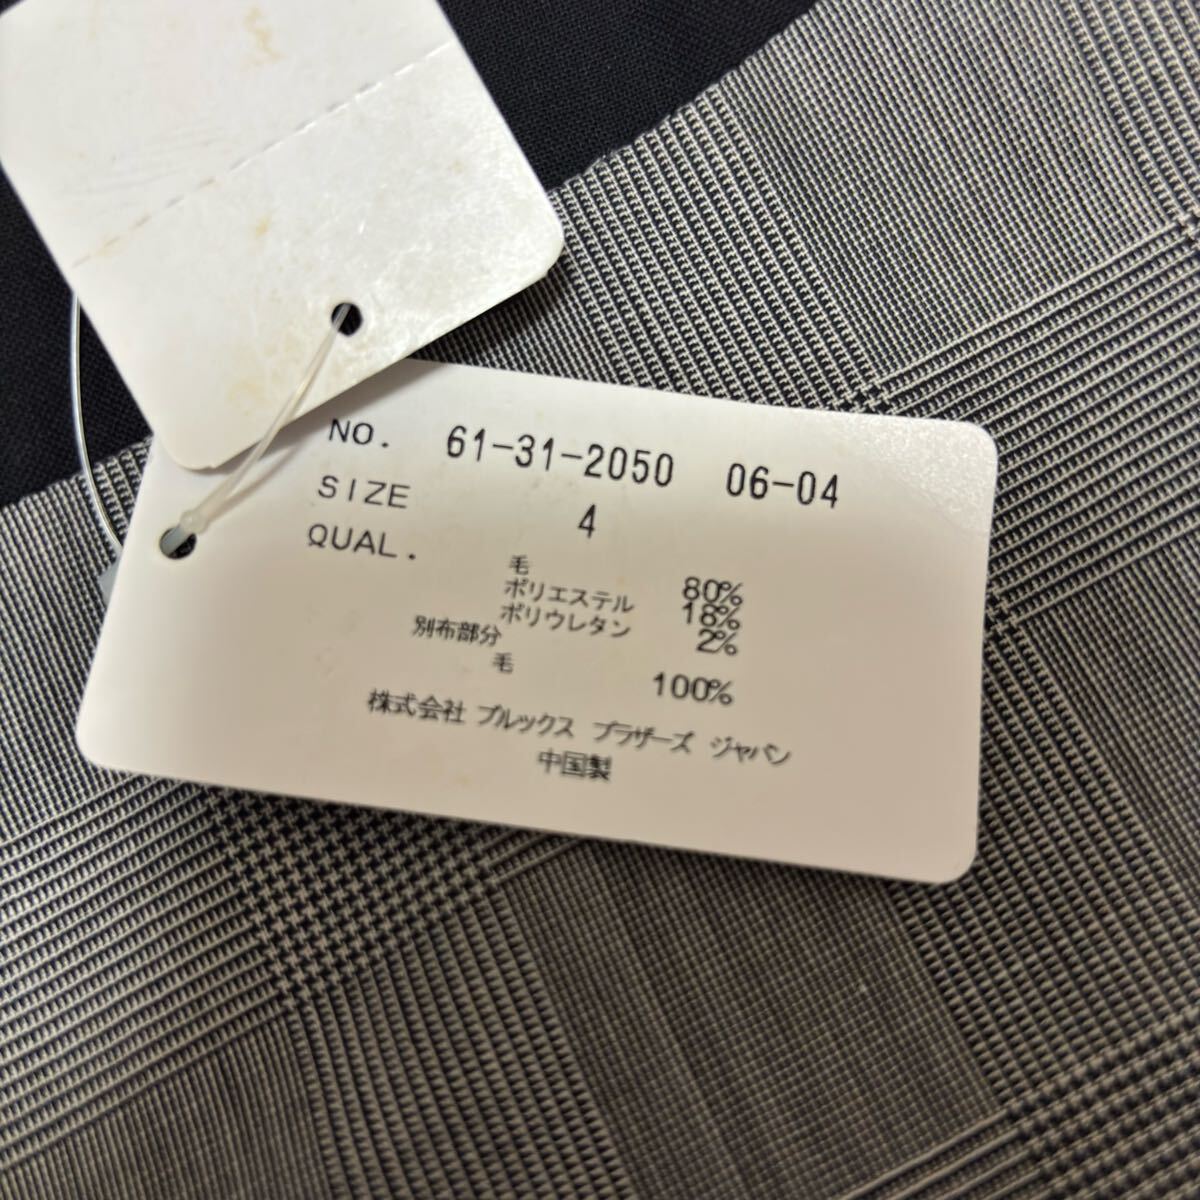 NO. 61-31-2050 06-04
SIZE 4
QUAL.
毛 80%
ポリエステル 18%
ポリウレタン 2%
別布部分
毛 100%
株式会社 ブルックス ブラザーズ ジャパン
中国製